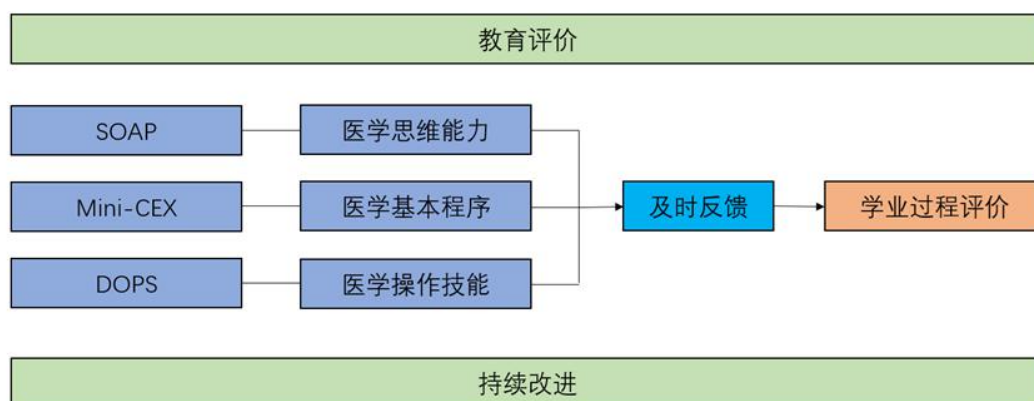 教育评价
SOAP
医学思维能力
Mini-CEX
医学基本程序
及时反馈
学业过程评价
DOPS
医学操作技能
持续改进